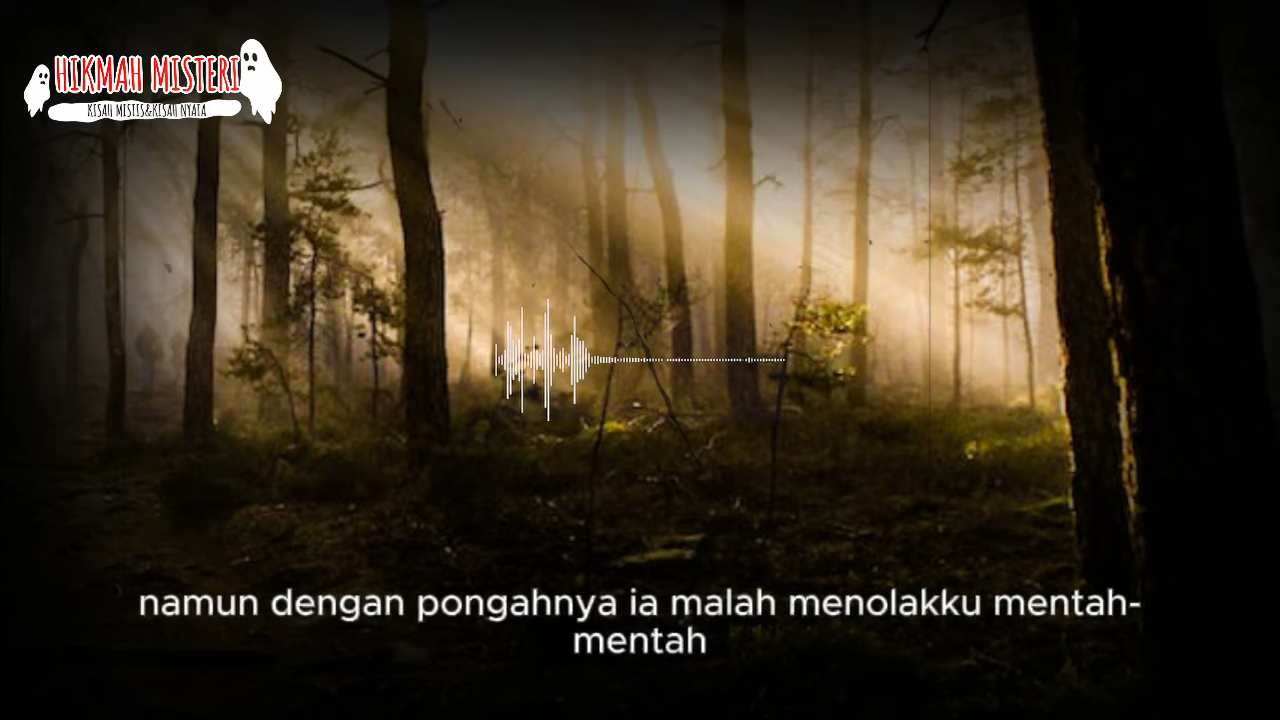 HIKMAH MISTERI
KISAH MISTIS&KISAH NYATA
namun dengan pongahnya ia malah menolakku mentah-
mentah